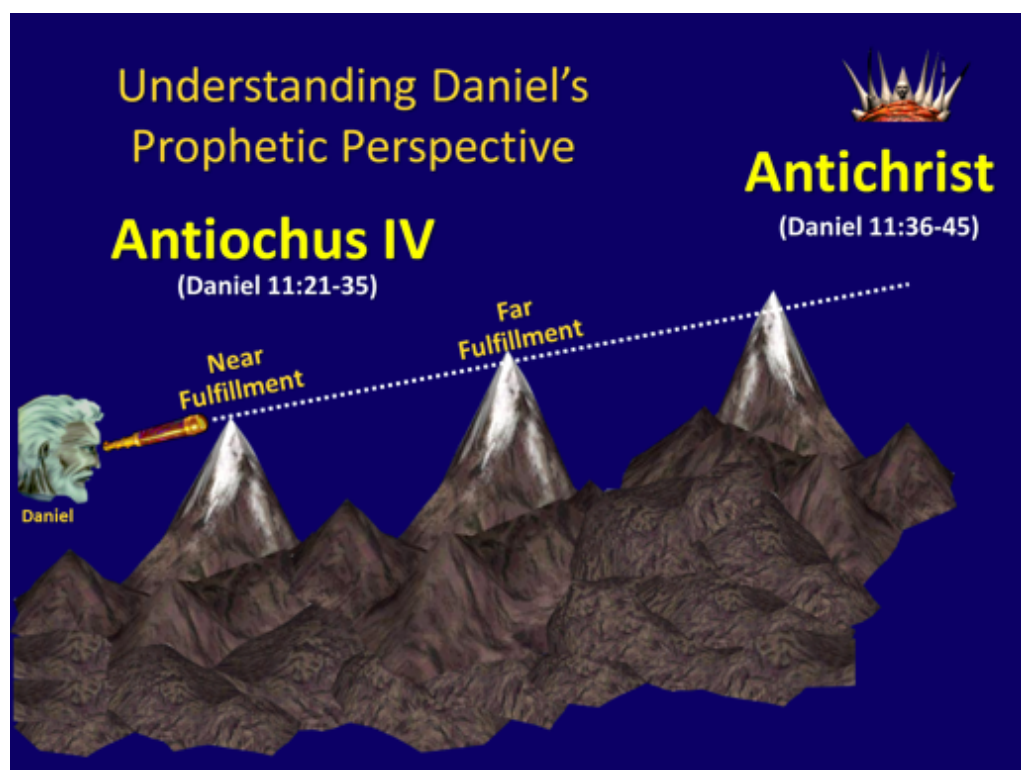 Understanding Daniel's
Prophetic Perspective
Antichrist
(Daniel 11:36-45)
Antiochus IV
(Daniel 11:21-35)
Far
Fulfillment
Near
Fulfillment
Daniel